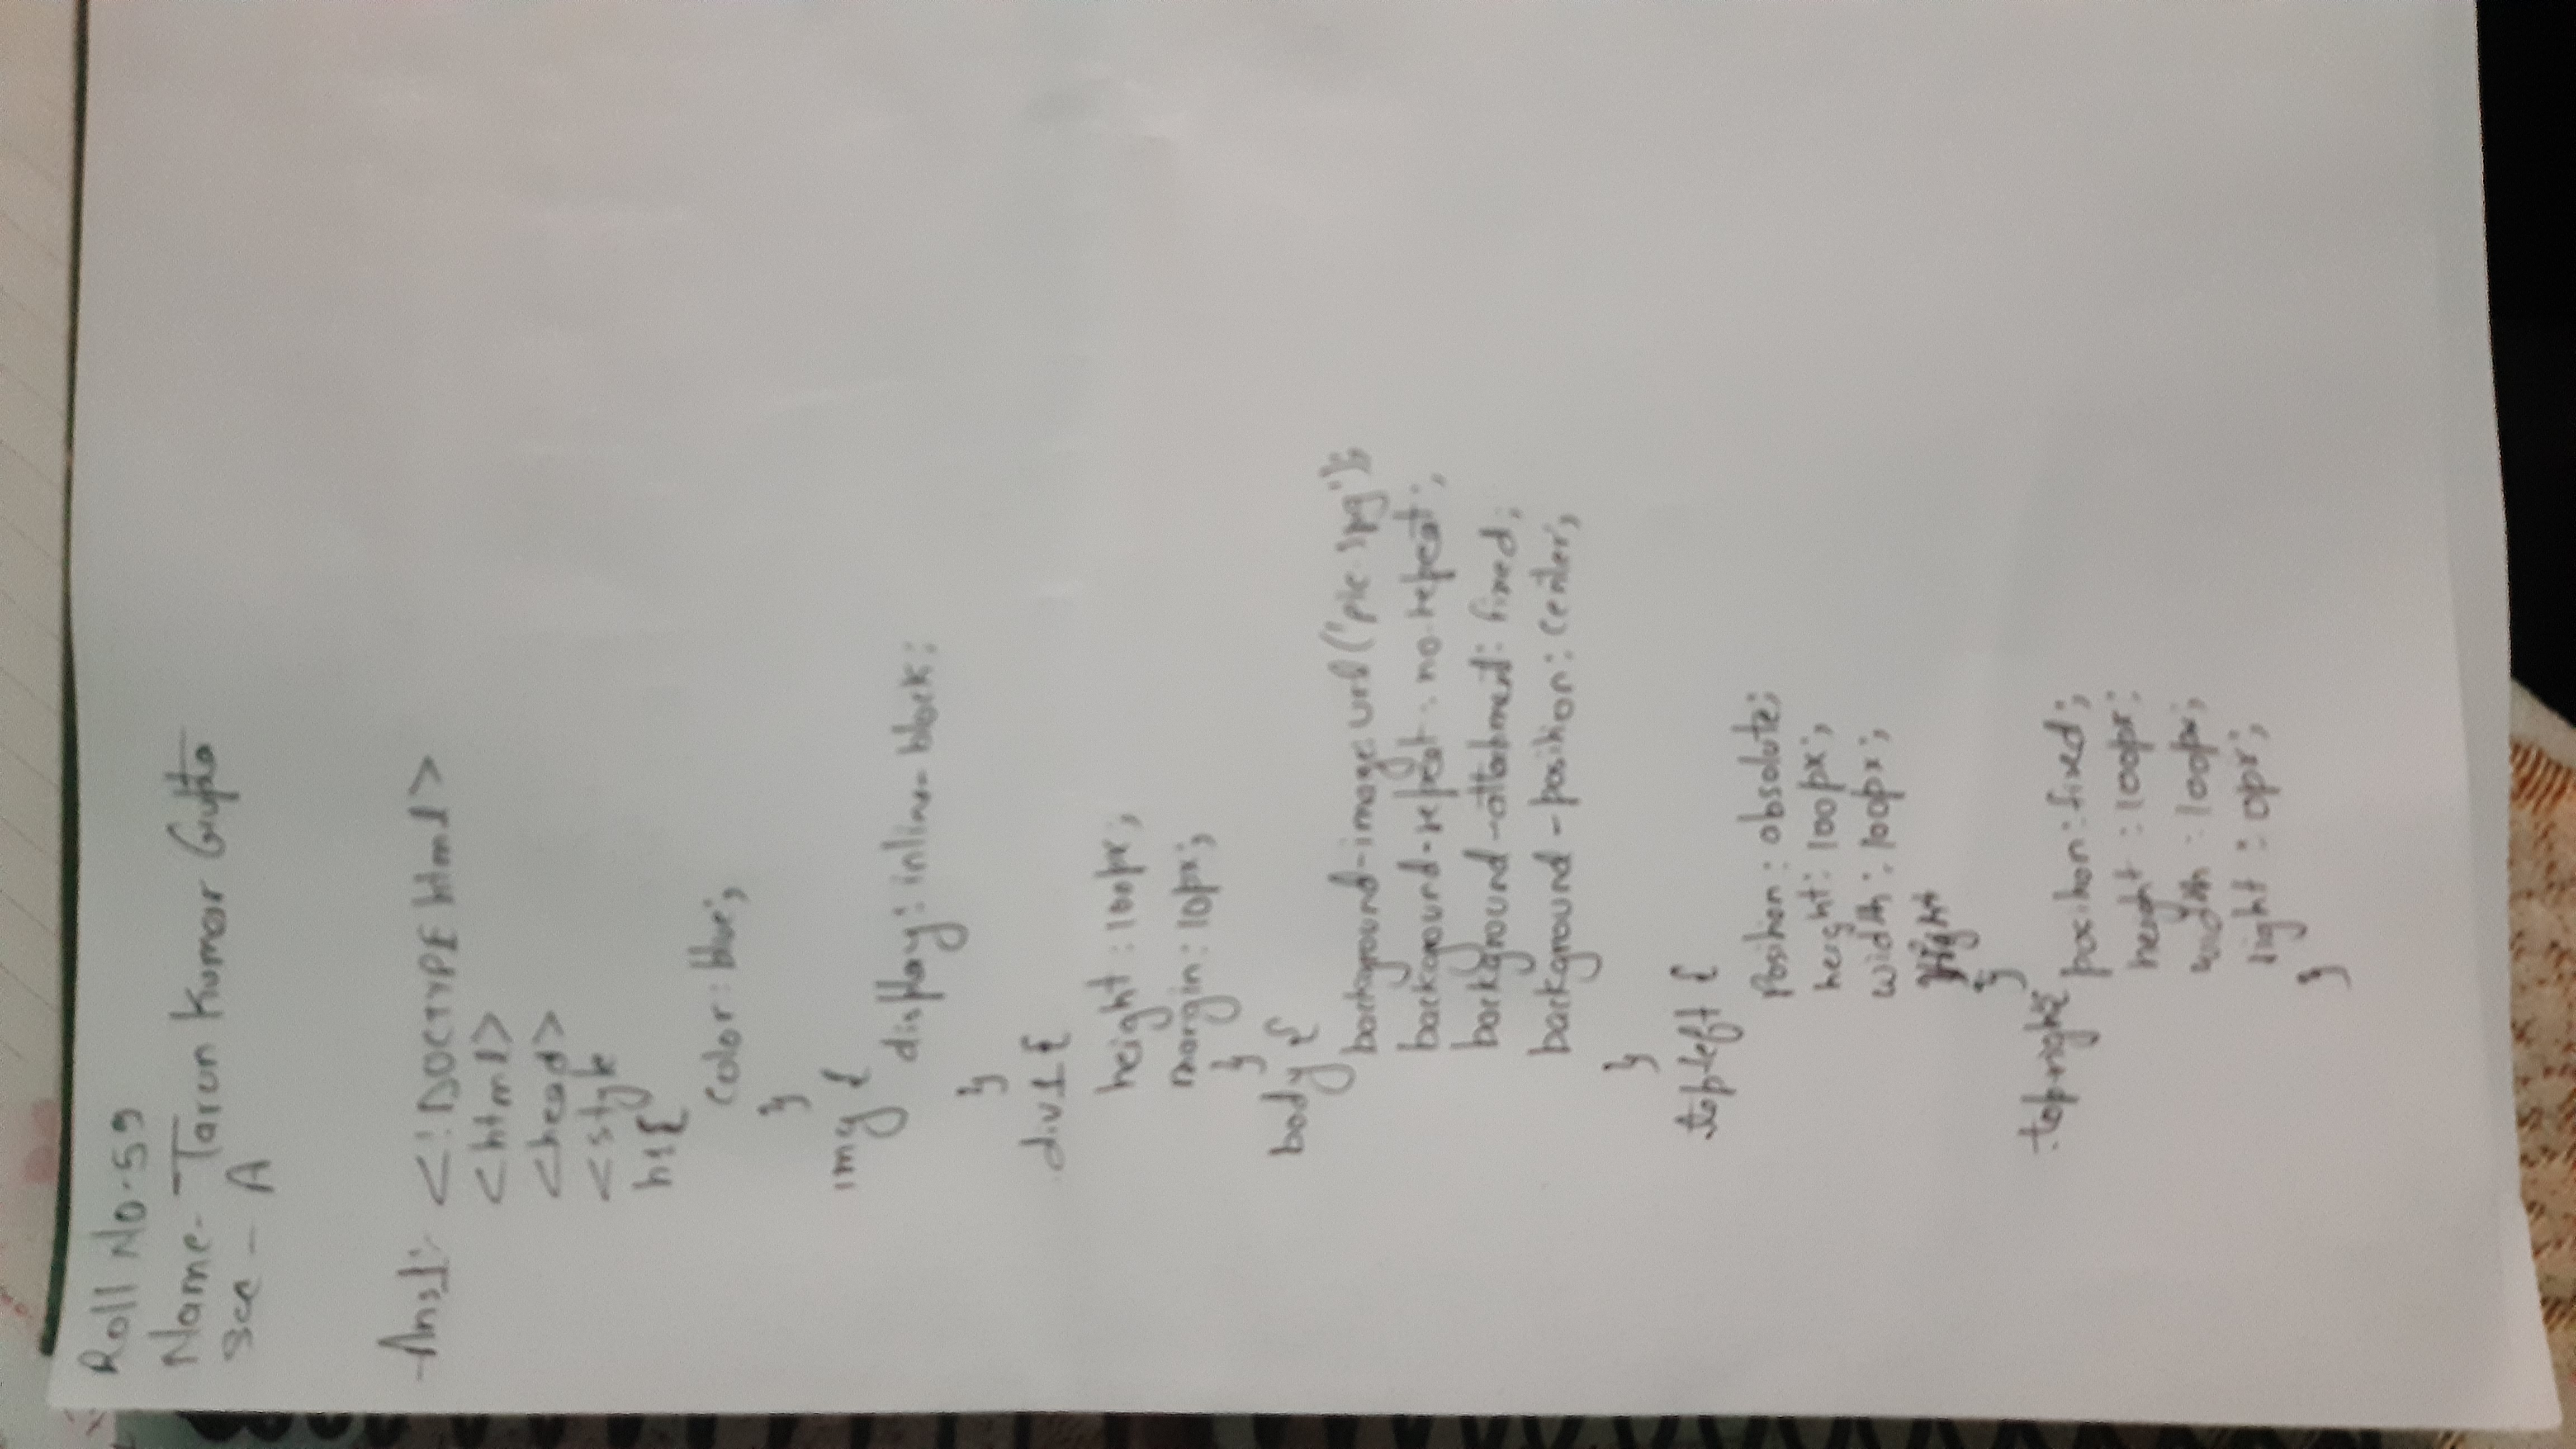 Roll No-59
Name- Tarun Kumar Gupta
Sec - A
Ans1: <!DOCTYPE html>
<html>
<head>
<style
h1{
color: blue;
}
img {
display: inline-block;
}
div1 {
height: 100px;
margin: 10px;
}
body {
background-image: url('pic.jpg');
backgound-repeat: no-repeat;
background-attachment: fixed;
background-position: center;
}
.topleft {
Position: absolute;
height: 100px;
width: 100px;
}
.topright{
position: fixed;
height: 100px;
width: 100px;
right: 0px;
}